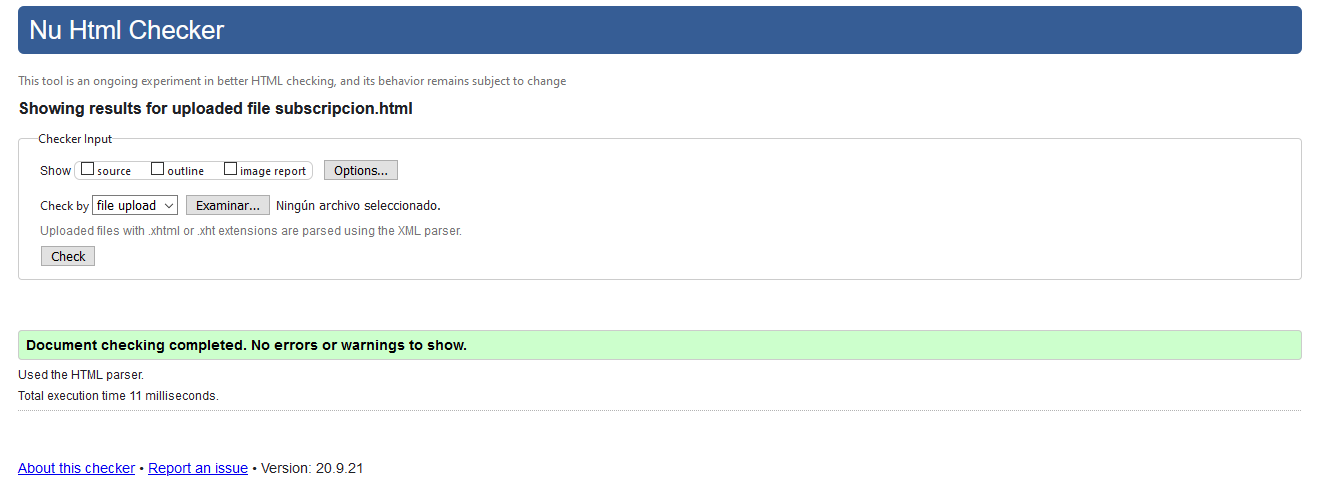 Nu Html Checker
This tool is an ongoing experiment in better HTML checking, and its behavior remains subject to change
Showing results for uploaded file subscripcion.html
Checker Input
Show source outline image report Options...
Check by file upload Examinar... Ningún archivo seleccionado.
Uploaded files with .xhtml or .xht extensions are parsed using the XML parser.
Check
Document checking completed. No errors or warnings to show.
Used the HTML parser.
Total execution time 11 milliseconds.
About this checker • Report an issue • Version: 20.9.21